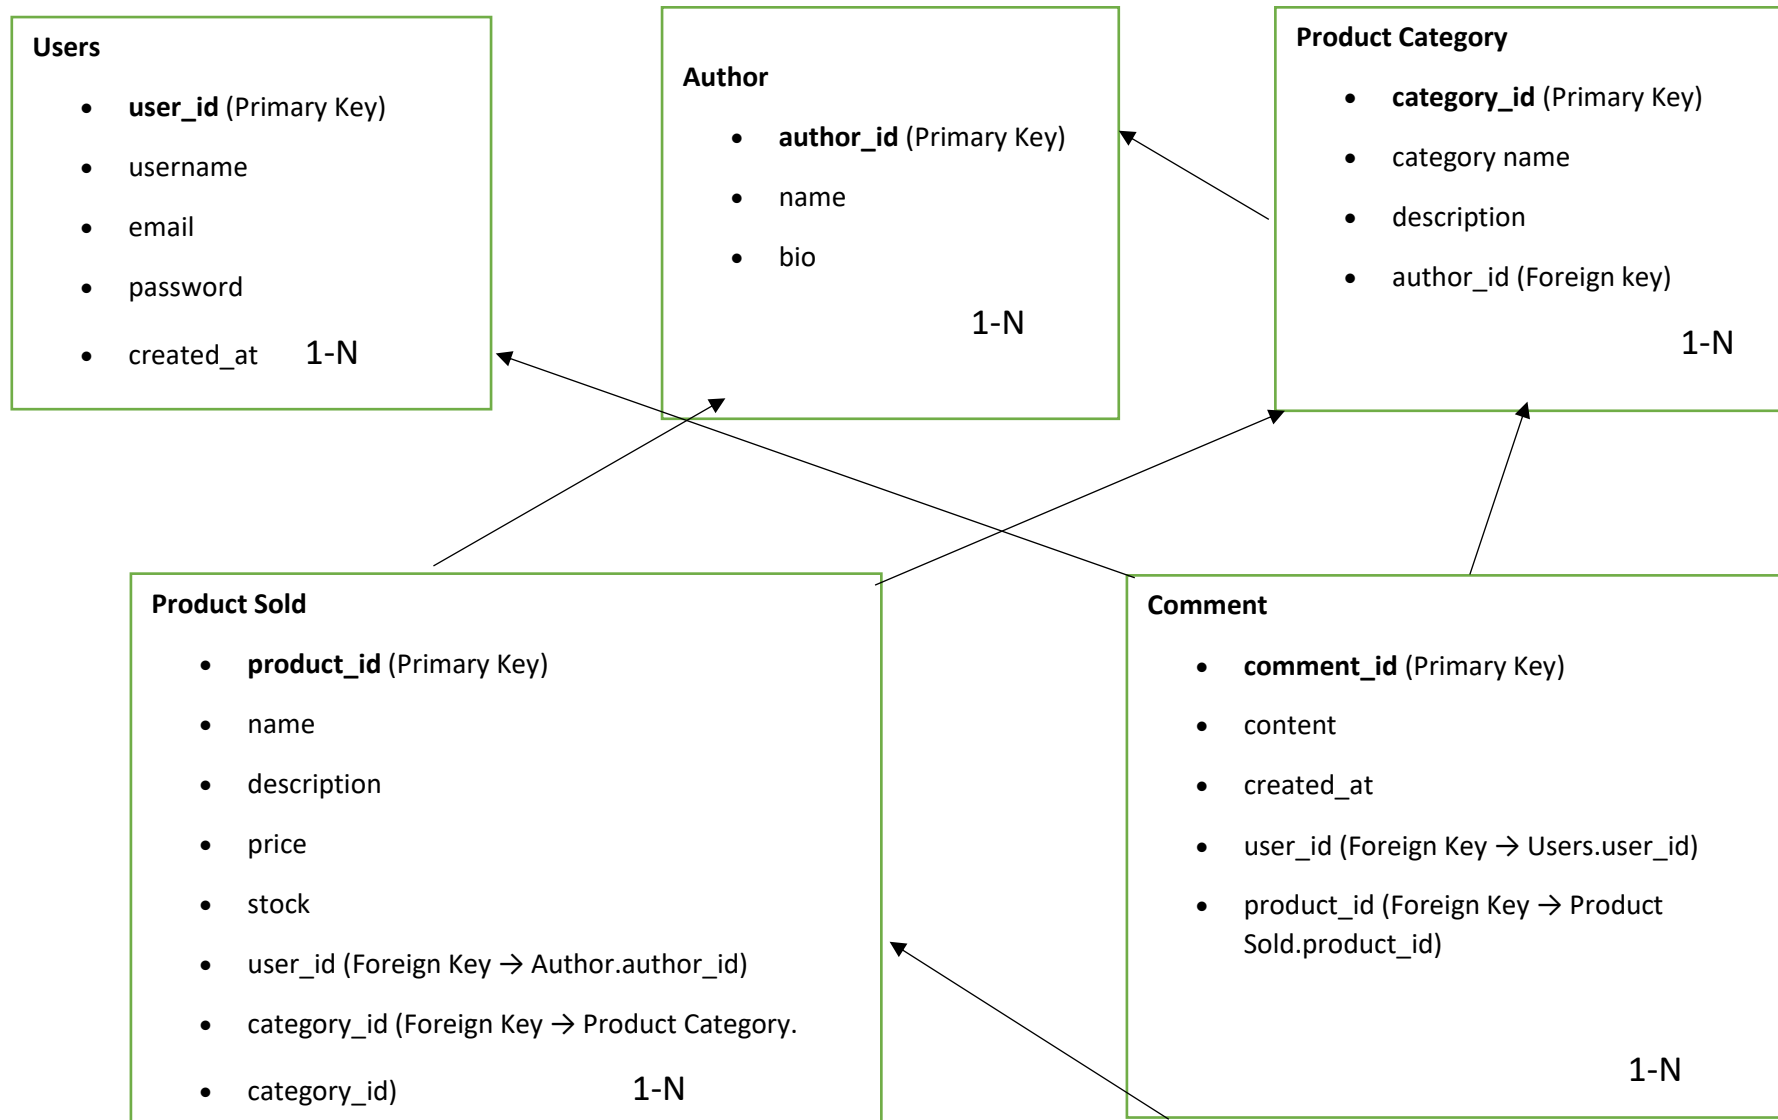 Users
• user_id (Primary Key)
• username
• email
• password
• created_at 1-N
Author
• author_id (Primary Key)
• name
• bio
1-N
Product Category
• category_id (Primary Key)
• category name
• description
• author_id (Foreign key)
1-N
Product Sold
• product_id (Primary Key)
• name
• description
• price
• stock
• user_id (Foreign Key → Author.author_id)
• category_id (Foreign Key → Product Category.
• category_id) 1-N
Comment
• comment_id (Primary Key)
• content
• created_at
• user_id (Foreign Key → Users.user_id)
• product_id (Foreign Key → Product
Sold.product_id)
1-N